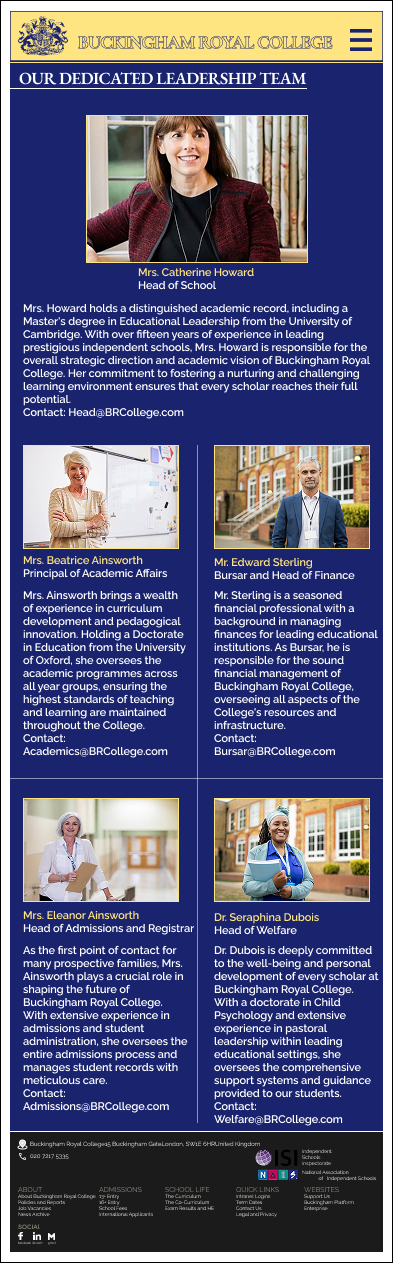 BUCKINGHAM ROYAL COLLEGE
OUR DEDICATED LEADERSHIP TEAM
Mrs. Catherine Howard
Head of School
Mrs. Howard holds a distinguished academic record, including a
Master's degree in Educational Leadership from the University of
Cambridge. With over fifteen years of experience in leading
prestigious independent schools, Mrs. Howard is responsible for the
overall strategic direction and academic vision of Buckingham Royal
College. Her commitment to fostering a nurturing and challenging
learning environment ensures that every scholar reaches their full
potential.
Contact: Head@BRCollege.com
Mrs. Beatrice Ainsworth
Principal of Academic Affairs
Mrs. Ainsworth brings a wealth
of experience in curriculum
development and pedagogical
innovation. Holding a Doctorate
in Education from the University
of Oxford, she oversees the
academic programmes across
all year groups, ensuring the
highest standards of teaching
and learning are maintained
throughout the College.
Contact:
Academics@BRCollege.com
Mr. Edward Sterling
Bursar and Head of Finance
Mr. Sterling is a seasoned
financial professional with a
background in managing
finances for leading educational
institutions. As Bursar, he is
responsible for the sound
financial management of
Buckingham Royal College,
overseeing all aspects of the
College's resources and
infrastructure.
Contact:
Bursar@BRCollege.com
Mrs. Eleanor Ainsworth
Head of Admissions and Registrar
As the first point of contact for
many prospective families, Mrs.
Ainsworth plays a crucial role in
shaping the future of
Buckingham Royal College.
With extensive experience in
admissions and student
administration, she oversees the
entire admissions process and
manages student records with
meticulous care.
Contact:
Admissions@BRCollege.com
Dr. Seraphina Dubois
Head of Welfare
Dr. Dubois is deeply committed
to the well-being and personal
development of every scholar at
Buckingham Royal College.
With a doctorate in Child
Psychology and extensive
experience in pastoral
leadership within leading
educational settings, she
oversees the comprehensive
support systems and guidance
provided to our students.
Contact:
Welfare@BRCollege.com
Buckingham Royal College15 Buckingham GateLondon, SW1E 6HRUnited Kingdom
020 7217 5335
ISI
Independent
Schools
Inspectorate
NAIS
National Association
of Independent Schools
ABOUT
About Buckinghom Royal College
Policies and Reports
Job Vacancies
News Archive
ADMISSIONS
13+ Entry
16+ Entry
School Fees
International Applicants
SCHOOL LIFE
The Curriculum
The Co-Curriculum
Exam Results and HE
QUICK LINKS
Intranet Logins
Term Dates
Contact Us
Legal and Privacy
WEBSITES
Support Us
Buckingham Platform
Enterprise
SOCIAL